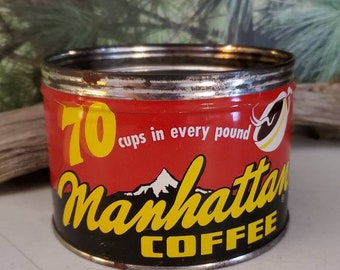 70 cups in every pound
Manhattan
COFFEE